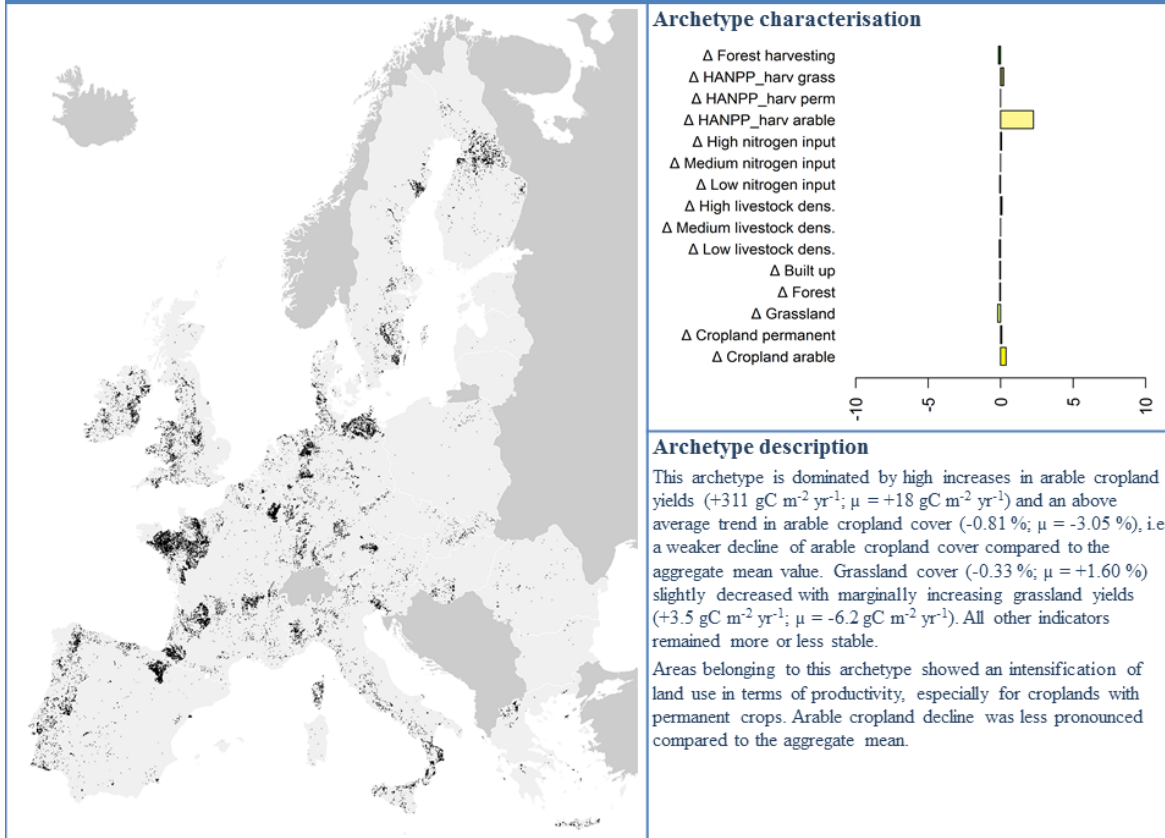 Archetype characterisation
Δ Forest harvesting
Δ HANPP_harv grass
Δ HANPP_harv perm
Δ HANPP_harv arable
Δ High nitrogen input
Δ Medium nitrogen input
Δ Low nitrogen input
Δ High livestock dens.
Δ Medium livestock dens.
Δ Low livestock dens.
Δ Built up
Δ Forest
Δ Grassland
Δ Cropland permanent
Δ Cropland arable
-10
-5
0
5
10
Archetype description
This archetype is dominated by high increases in arable cropland
yields (+311 gC m⁻² yr⁻¹; μ = +18 gC m⁻² yr⁻¹) and an above
average trend in arable cropland cover (-0.81 %; μ = -3.05 %), i.e
a weaker decline of arable cropland cover compared to the
aggregate mean value. Grassland cover (-0.33 %; μ = +1.60 %)
slightly decreased with marginally increasing grassland yields
(+3.5 gC m⁻² yr⁻¹; μ = -6.2 gC m⁻² yr⁻¹). All other indicators
remained more or less stable.
Areas belonging to this archetype showed an intensification of
land use in terms of productivity, especially for croplands with
permanent crops. Arable cropland decline was less pronounced
compared to the aggregate mean.